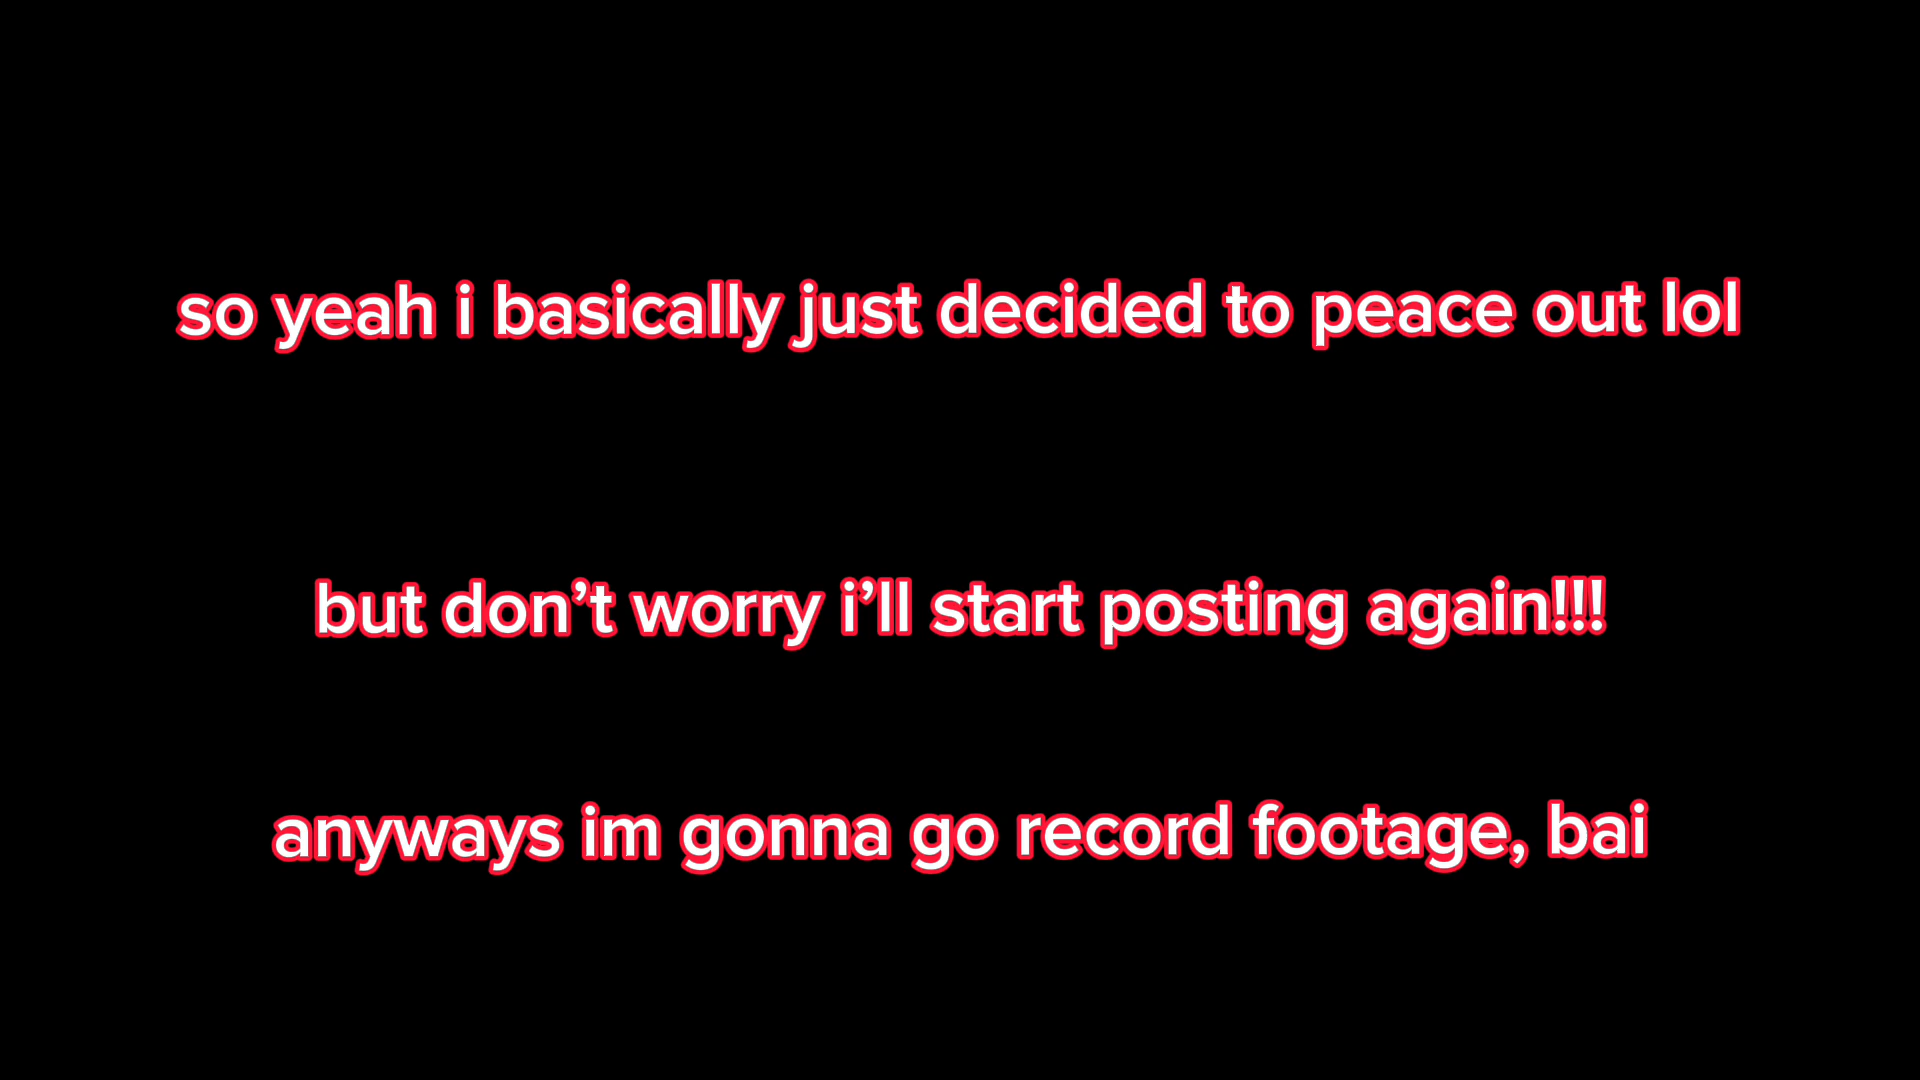 so yeah i basically just decided to peace out lol
but don’t worry i’ll start posting again!!!
anyways im gonna go record footage, bai